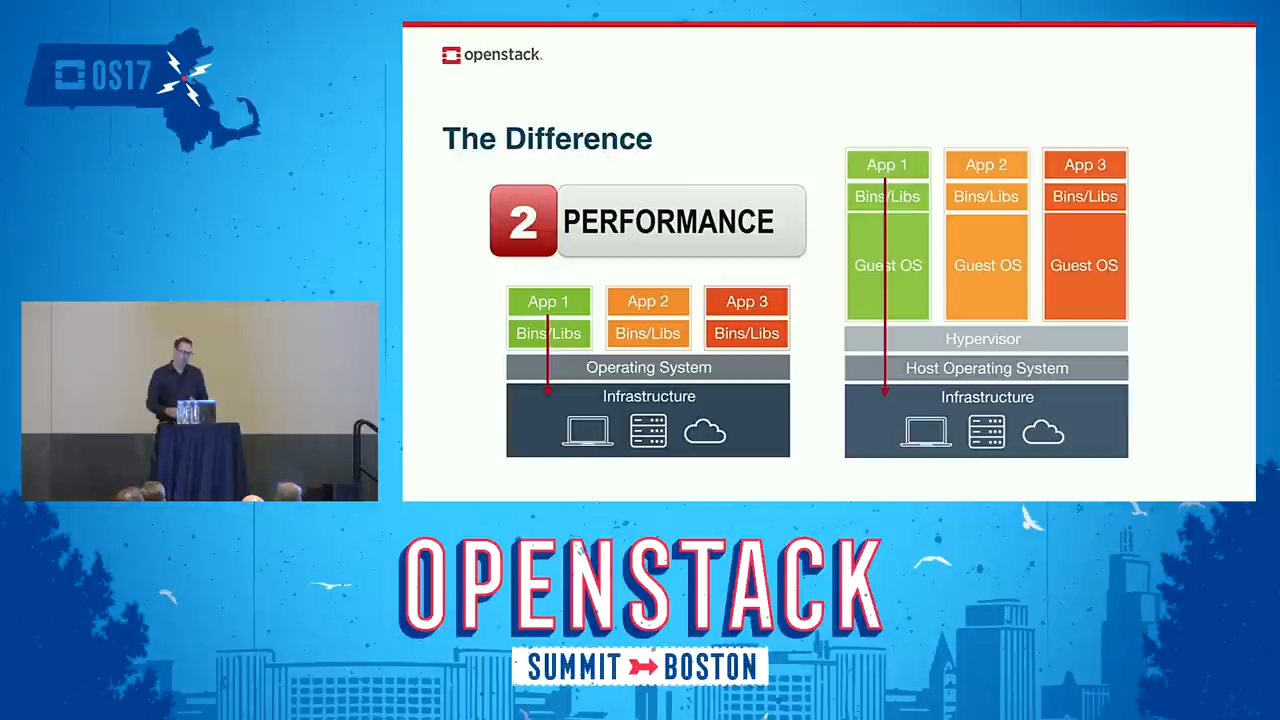 OS17
openstack.
The Difference
2 PERFORMANCE
App 1 App 2 App 3
Bins/Libs Bins/Libs Bins/Libs
Operating System
Infrastructure
App 1 App 2 App 3
Bins/Libs Bins/Libs Bins/Libs
Guest OS Guest OS Guest OS
Hypervisor
Host Operating System
Infrastructure
OPENSTACK
SUMMIT BOSTON